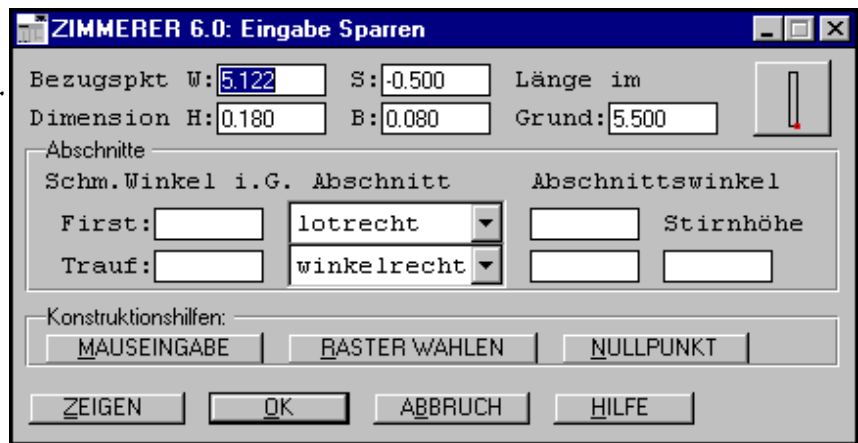 ZIMMERER 6.0: Eingabe Sparren
Bezugspkt W: 5.122 S: -0.500 Länge im
Dimension H: 0.180 B: 0.080 Grund: 5.500
Abschnitte
Schm.Winkel i.G. Abschnitt Abschnittswinkel
First: lotrecht Stirnhöhe
Trauf: winkelrecht
Konstruktionshilfen:
MAUSEINGABE RASTER WÄHLEN NULLPUNKT
ZEIGEN OK ABBRUCH HILFE